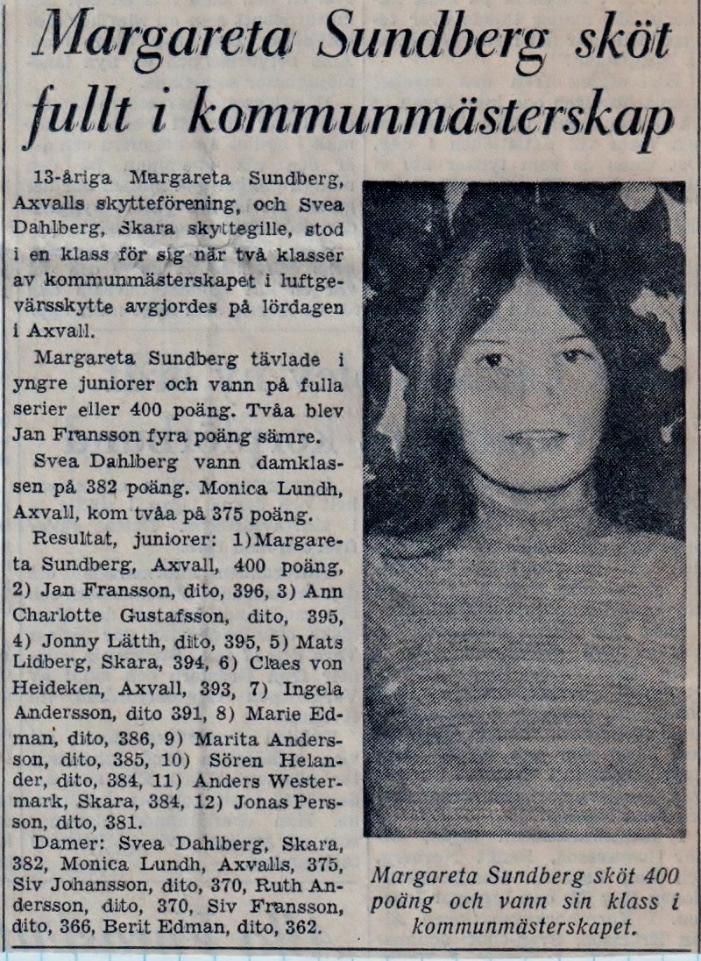 Margareta Sundberg sköt
fullt i kommunmästerskap
13-åriga Margareta Sundberg,
Axvalls skytteförening, och Svea
Dahlberg, Skara skyttegille, stod
i en klass för sig når två klasser
av kommunmästerskapet i luftge-
värsskytte avgjordes på lördagen
i Axvall.
Margareta Sundberg tävlade i
yngre juniorer och vann på fulla
serier eller 400 poäng. Tvåa blev
Jan Fransson fyra poäng sämre.
Svea Dahlberg vann damklas-
sen på 382 poäng. Monica Lundh,
Axvall, kom tvåa på 375 poäng.
Resultat, juniorer: 1)Margare-
ta Sundberg, Axvall, 400 poäng,
2) Jan Fransson, dito, 396, 3) Ann
Charlotte Gustafsson, dito, 395,
4) Jonny Lätth, dito, 395, 5) Mats
Lidberg, Skara, 394, 6) Claes von
Heideken, Axvall, 393, 7) Ingela
Andersson, dito 391, 8) Marie Ed-
man, dito, 386, 9) Marita Anders-
son, dito, 385, 10) Sören Helan-
der, dito, 384, 11) Anders Wester-
mark, Skara, 384, 12) Jonas Pers-
son, dito, 381.
Damer: Svea Dahlberg, Skara,
382, Monica Lundh, Axvalls, 375,
Siv Johansson, dito, 370, Ruth An-
dersson, dito, 370, Siv Fransson,
dito, 366, Berit Edman, dito, 362.
Margareta Sundberg sköt 400
poäng och vann sin klass i
kommunmästerskapet.